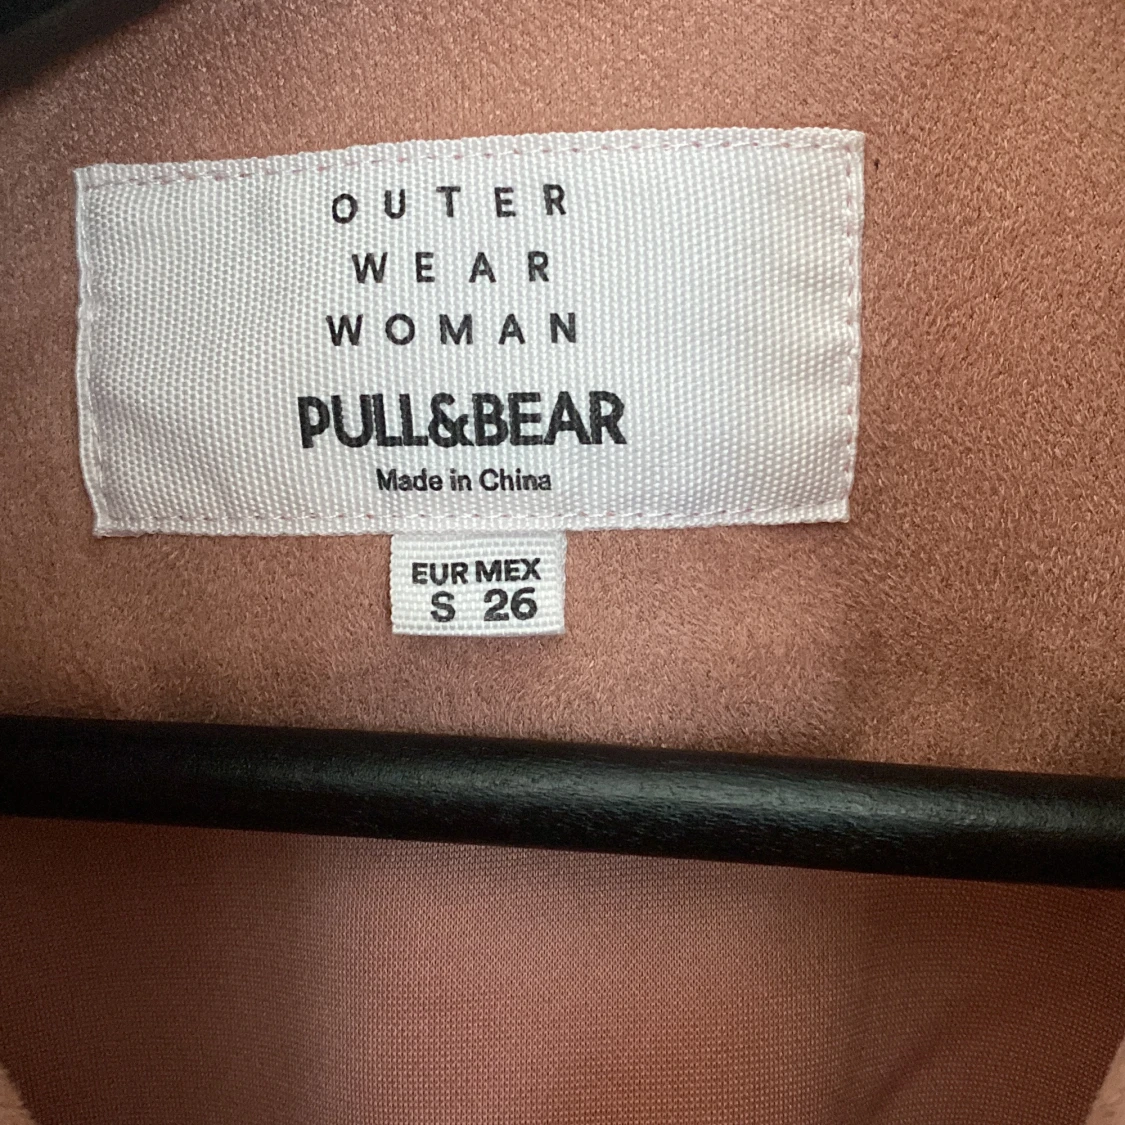 OUTER
WEAR
WOMAN
PULL&BEAR
Made in China
EUR MEX
S 26